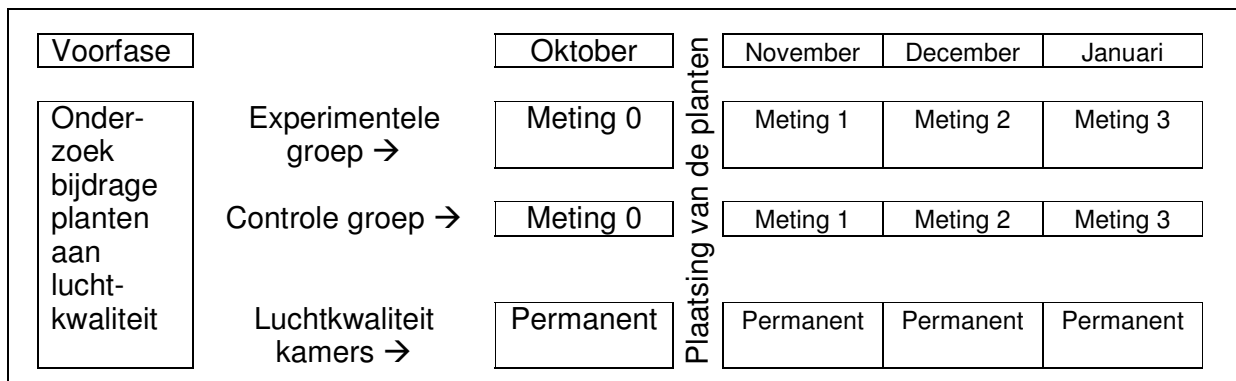 Voorfase
Oktober
November
December
Januari
Plaatsing van de planten
Onder-
zoek
bijdrage
planten
aan
lucht-
kwaliteit
Experimentele
groep →
Meting 0
Meting 1
Meting 2
Meting 3
Controle groep →
Meting 0
Meting 1
Meting 2
Meting 3
Luchtkwaliteit
kamers →
Permanent
Permanent
Permanent
Permanent